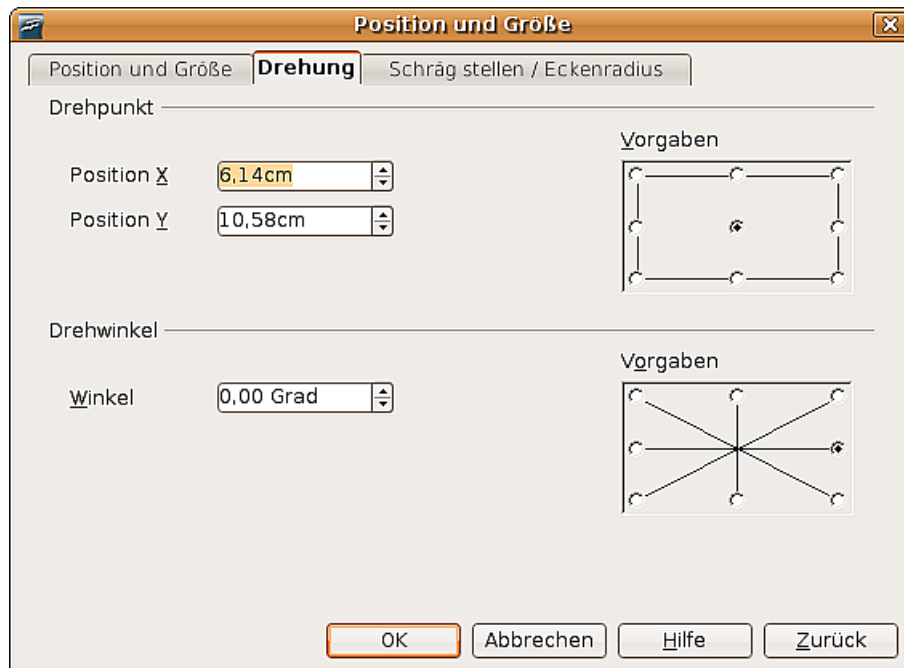 Position und Größe
Position und Größe Drehung Schräg stellen / Eckenradius
Drehpunkt
Vorgaben
Position X 6,14cm
Position Y 10,58cm
Drehwinkel
Vorgaben
Winkel 0,00 Grad
OK Abbrechen Hilfe Zurück